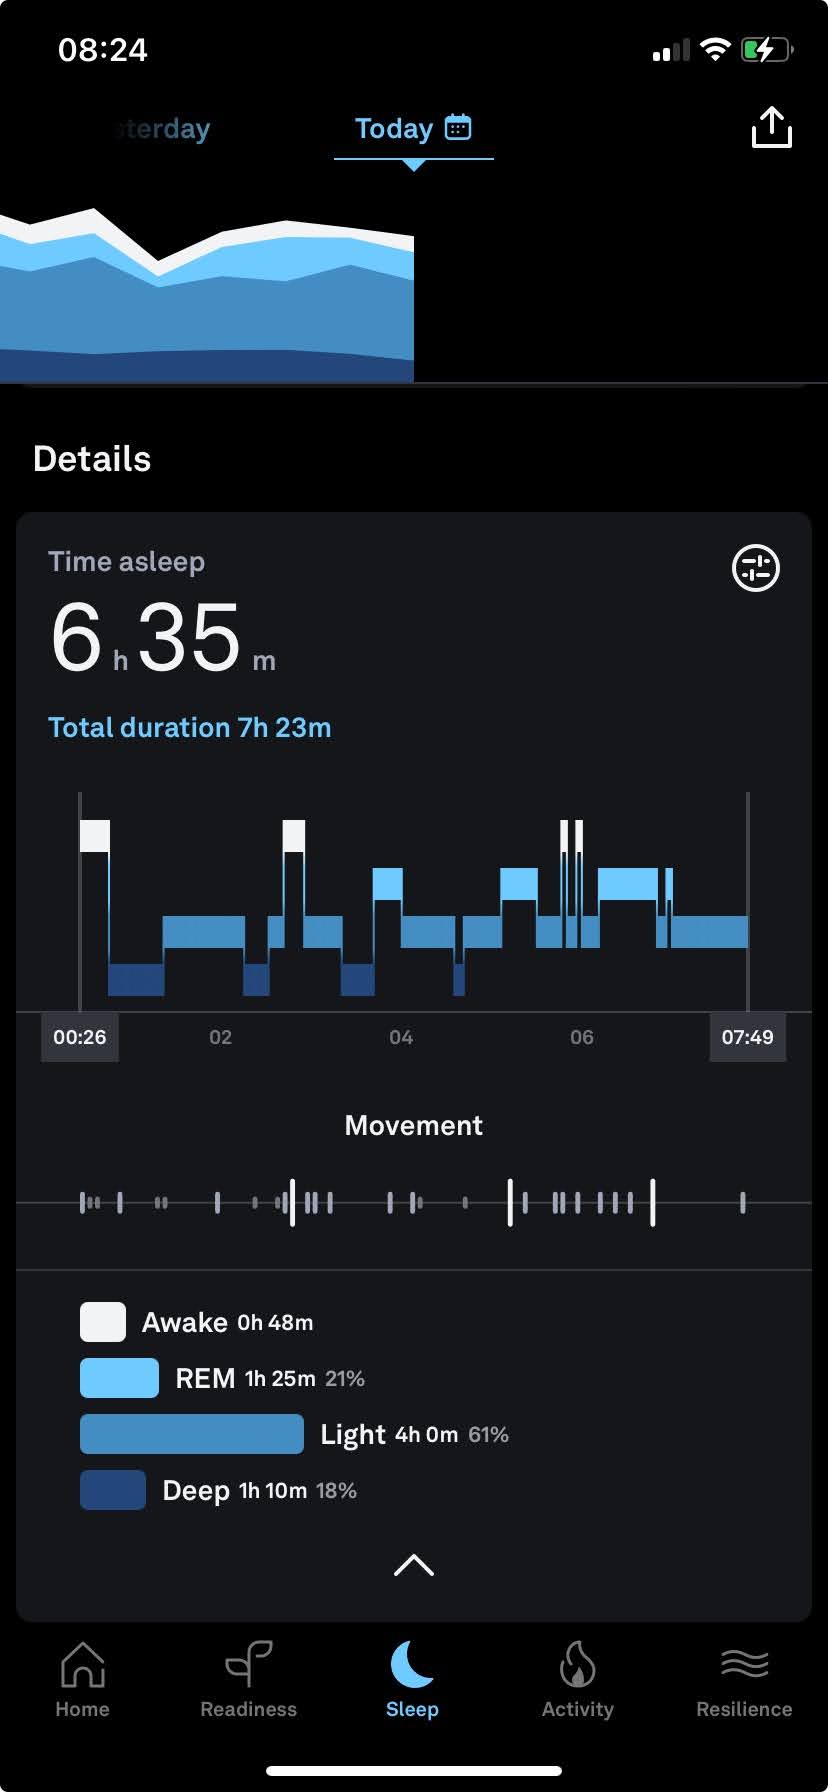 08:24
sterday Today
Details
Time asleep
6 h 35 m
Total duration 7h 23m
00:26 02 04 06 07:49
Movement
Awake 0h 48m
REM 1h 25m 21%
Light 4h 0m 61%
Deep 1h 10m 18%
Home Readiness Sleep Activity Resilience